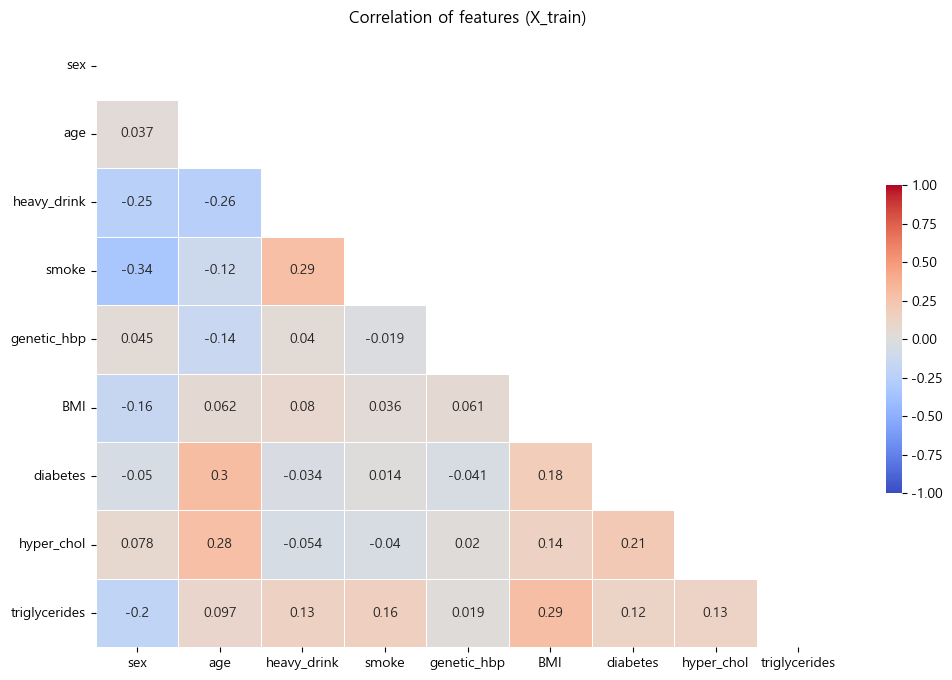 Correlation of features (X_train)
sex
age 0.037
heavy_drink -0.25 -0.26
smoke -0.34 -0.12 0.29
genetic_hbp 0.045 -0.14 0.04 -0.019
BMI -0.16 0.062 0.08 0.036 0.061
diabetes -0.05 0.3 -0.034 0.014 -0.041 0.18
hyper_chol 0.078 0.28 -0.054 -0.04 0.02 0.14 0.21
triglycerides -0.2 0.097 0.13 0.16 0.019 0.29 0.12 0.13
sex age heavy_drink smoke genetic_hbp BMI diabetes hyper_chol triglycerides
1.00
0.75
0.50
0.25
0.00
-0.25
-0.50
-0.75
-1.00